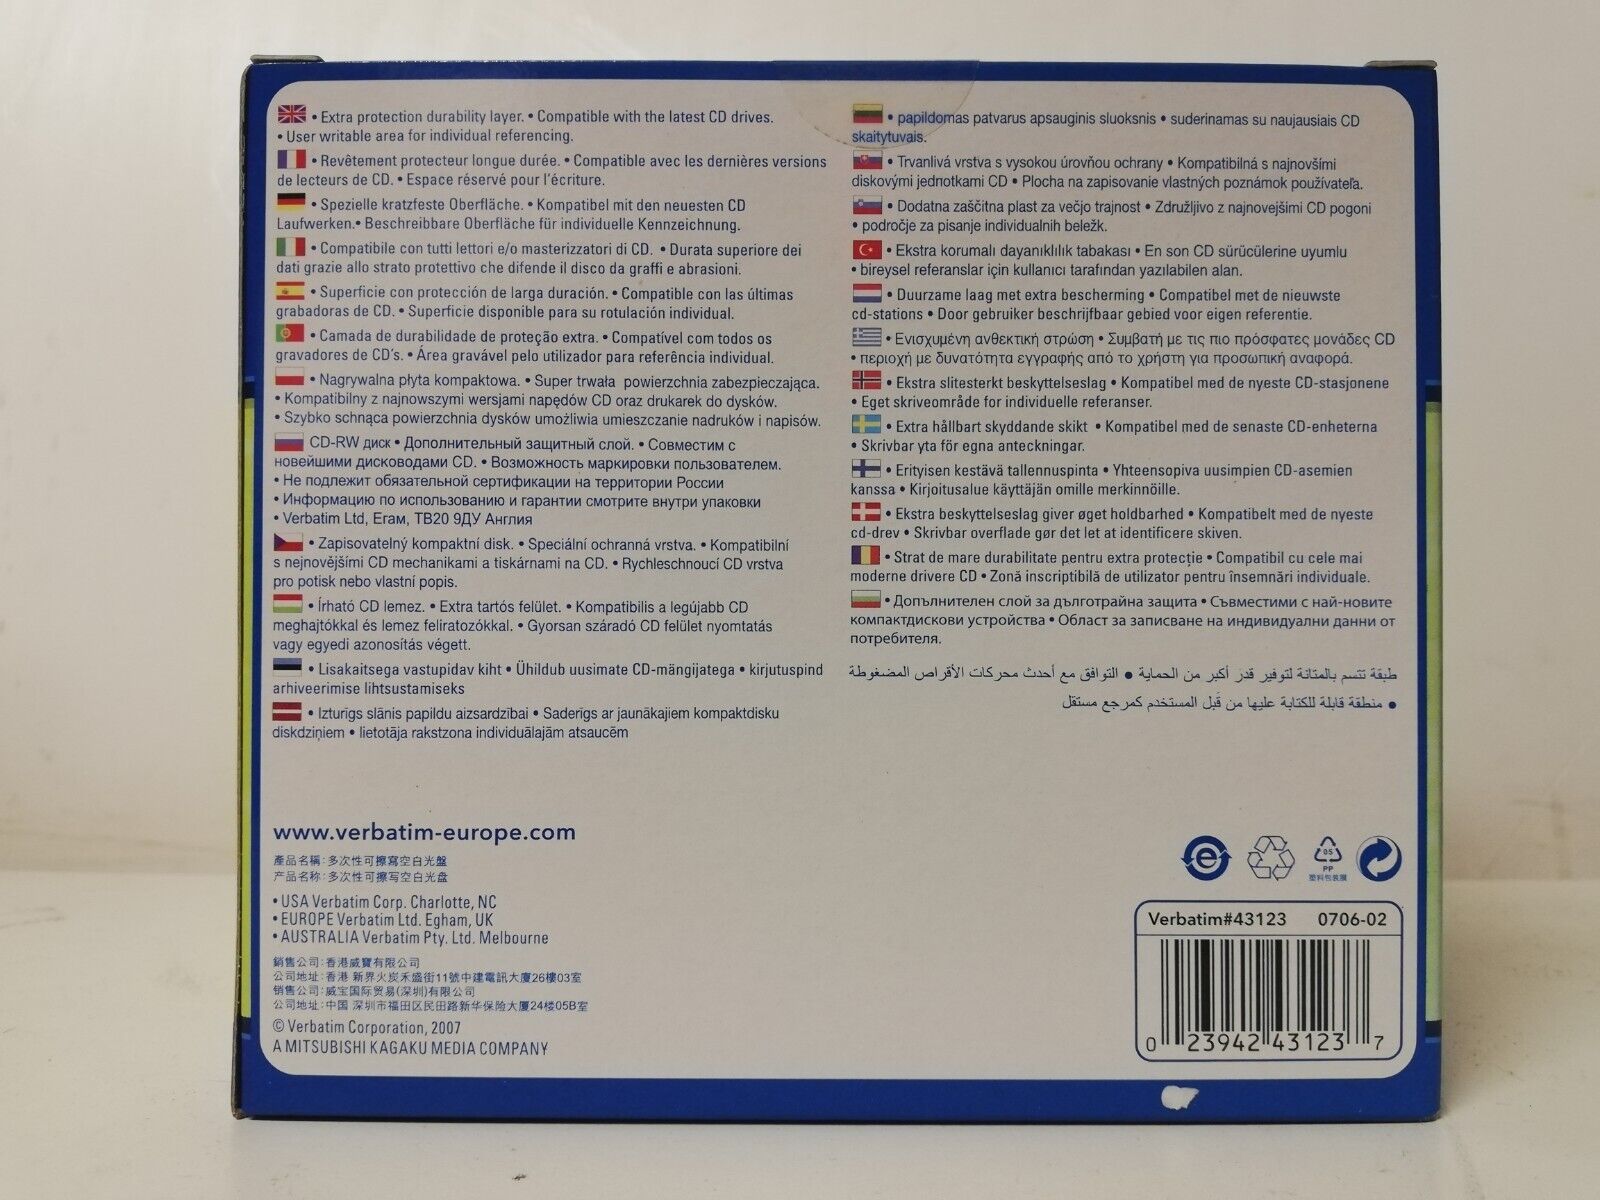 • Extra protection durability layer. • Compatible with the latest CD drives.
• User writable area for individual referencing.
• Revêtement protecteur longue durée. • Compatible avec les dernières versions
de lecteurs de CD. • Espace réservé pour l'écriture.
• Spezielle kratzfeste Oberfläche. • Kompatibel mit den neuesten CD
Laufwerken.• Beschreibbare Oberfläche für individuelle Kennzeichnung.
• Compatibile con tutti lettori e/o masterizzatori di CD. • Durata superiore dei
dati grazie allo strato protettivo che difende il disco da graffi e abrasioni.
• Superficie con protección de larga duración. • Compatible con las últimas
grabadoras de CD. • Superficie disponible para su rotulación individual.
• Camada de durabilidade de proteção extra. • Compatível com todos os
gravadores de CD's. • Área gravável pelo utilizador para referência individual.
• Nagrywalna płyta kompaktowa. • Super trwała powierzchnia zabezpieczająca.
• Kompatybilny z najnowszymi wersjami napędów CD oraz drukarek do dysków.
• Szybko schnąca powierzchnia dysków umożliwia umieszczanie nadruków i napisów.
CD-RW диск • Дополнительный защитный слой. • Совместим с
новейшими дисководами CD. • Возможность маркировки пользователем.
• Не подлежит обязательной сертификации на территории России
• Информацию по использованию и гарантии смотрите внутри упаковки
• Verbatim Ltd, Егам, ТВ20 9ДУ Англия
• Zapisovatelný kompaktní disk. • Speciální ochranná vrstva. • Kompatibilní
s nejnovějšími CD mechanikami a tiskárnami na CD. • Rychleschnoucí CD vrstva
pro potisk nebo vlastní popis.
• Írható CD lemez. • Extra tartós felület. • Kompatibilis a legújabb CD
meghajtókkal és lemez feliratozókkal. • Gyorsan száradó CD felület nyomtatás
vagy egyedi azonosítás végett.
• Lisakaitsega vastupidav kiht • Ühildub uusimate CD-mängijatega • kirjutuspind
arhiveerimise lihtsustamiseks
• Izturīgs slānis papildu aizsardzībai • Saderīgs ar jaunākajiem kompaktdisku
diskdziņiem • lietotāja rakstzona individuālajām atsaucēm
• papildomas patvarus apsauginis sluoksnis • suderinamas su naujausiais CD
skaitytuvais.
• Trvanlivá vrstva s vysokou úrovňou ochrany • Kompatibilná s najnovšími
diskovými jednotkami CD • Plocha na zapisovanie vlastných poznámok používateľa.
• Dodatna zaščitna plast za večjo trajnost • Združljivo z najnovejšimi CD pogoni
• področje za pisanje individualnih beležk.
• Ekstra korumalı dayanıklılık tabakası • En son CD sürücülerine uyumlu
• bireysel referanslar için kullanıcı tarafından yazılabilen alan.
• Duurzame laag met extra bescherming • Compatibel met de nieuwste
cd-stations • Door gebruiker beschrijfbaar gebied voor eigen referentie.
• Ενισχυμένη ανθεκτική στρώση • Συμβατή με τις πιο πρόσφατες μονάδες CD
• περιοχή με δυνατότητα εγγραφής από το χρήστη για προσωπική αναφορά.
• Ekstra slitesterkt beskyttelseslag • Kompatibel med de nyeste CD-stasjonene
• Eget skriveområde for individuelle referanser.
• Extra hållbart skyddande skikt • Kompatibel med de senaste CD-enheterna
• Skrivbar yta för egna anteckningar.
• Erityisen kestävä tallennuspinta • Yhteensopiva uusimpien CD-asemien
kanssa • Kirjoitusalue käyttäjän omille merkinnöille.
• Ekstra beskyttelseslag giver øget holdbarhed • Kompatibelt med de nyeste
cd-drev • Skrivbar overflade gør det let at identificere skiven.
• Strat de mare durabilitate pentru extra protecție • Compatibil cu cele mai
moderne drivere CD • Zonă inscriptibilă de utilizator pentru însemnări individuale.
• Допълнителен слой за дълготрайна защита • Съвместими с най-новите
компактдискови устройства • Област за записване на индивидуални данни от
потребителя.
طبقة تتسم بالمتانة لتوفير قدر أكبر من الحماية • التوافق مع أحدث محركات الأقراص المضغوطة
• منطقة قابلة للكتابة عليها من قبل المستخدم كمرجع مستقل
www.verbatim-europe.com
產品名稱：多次性可擦寫空白光盤
产品名称：多次性可擦写空白光盘
• USA Verbatim Corp. Charlotte, NC
• EUROPE Verbatim Ltd. Egham, UK
• AUSTRALIA Verbatim Pty. Ltd. Melbourne
銷售公司：香港威寶有限公司
公司地址：香港 新界火炭禾盛街11號中建電訊大廈26樓03室
销售公司：威宝国际贸易(深圳)有限公司
公司地址：中国 深圳市福田区民田路新华保险大厦24楼05B室
© Verbatim Corporation, 2007
A MITSUBISHI KAGAKU MEDIA COMPANY
e
05
PP
塑料包装膜
Verbatim#43123 0706-02
0 23942 43123 7